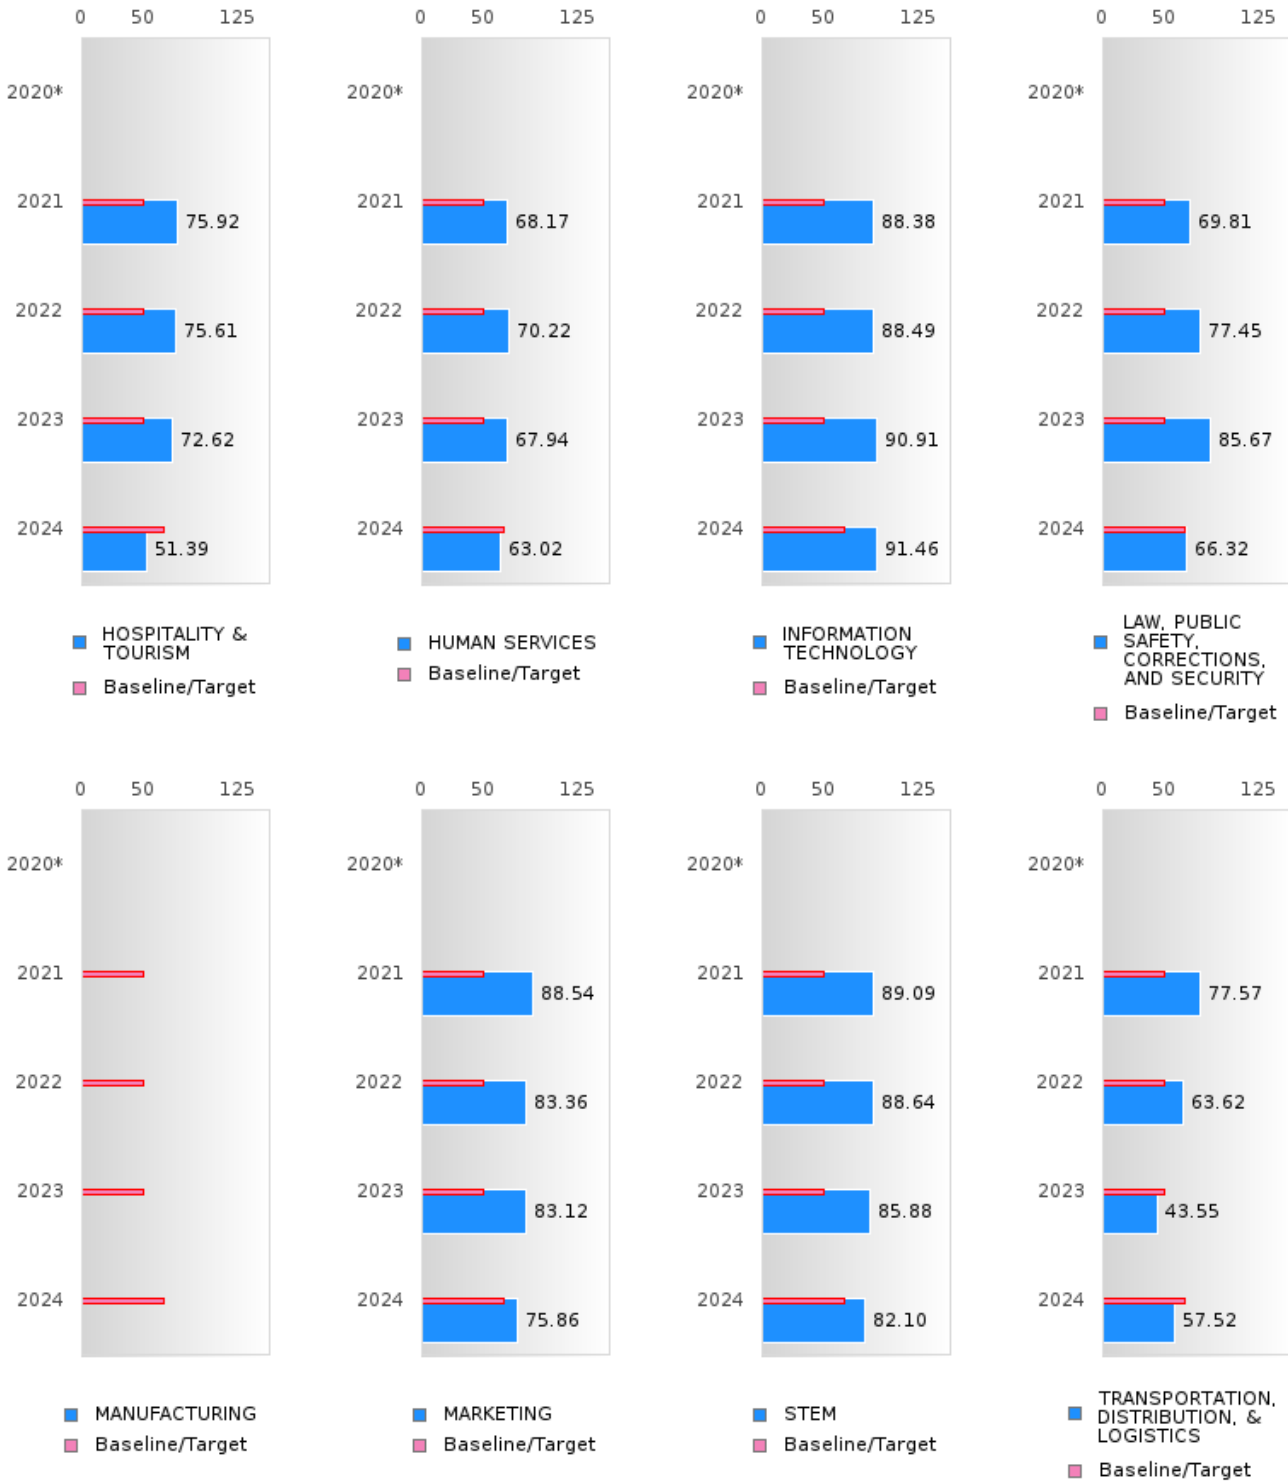 0 50 125 0 50 125 0 50 125 0 50 125
2020* 2020* 2020* 2020*
2021 75.92 2021 68.17 2021 88.38 2021 69.81
2022 75.61 2022 70.22 2022 88.49 2022 77.45
2023 72.62 2023 67.94 2023 90.91 2023 85.67
2024 51.39 2024 63.02 2024 91.46 2024 66.32
HOSPITALITY &
TOURISM
Baseline/Target
HUMAN SERVICES
Baseline/Target
INFORMATION
TECHNOLOGY
Baseline/Target
LAW, PUBLIC
SAFETY,
CORRECTIONS,
AND SECURITY
Baseline/Target
0 50 125 0 50 125 0 50 125 0 50 125
2020* 2020* 2020* 2020*
2021 2021 88.54 2021 89.09 2021 77.57
2022 2022 83.36 2022 88.64 2022 63.62
2023 2023 83.12 2023 85.88 2023 43.55
2024 2024 75.86 2024 82.10 2024 57.52
MANUFACTURING
Baseline/Target
MARKETING
Baseline/Target
STEM
Baseline/Target
TRANSPORTATION,
DISTRIBUTION, &
LOGISTICS
Baseline/Target